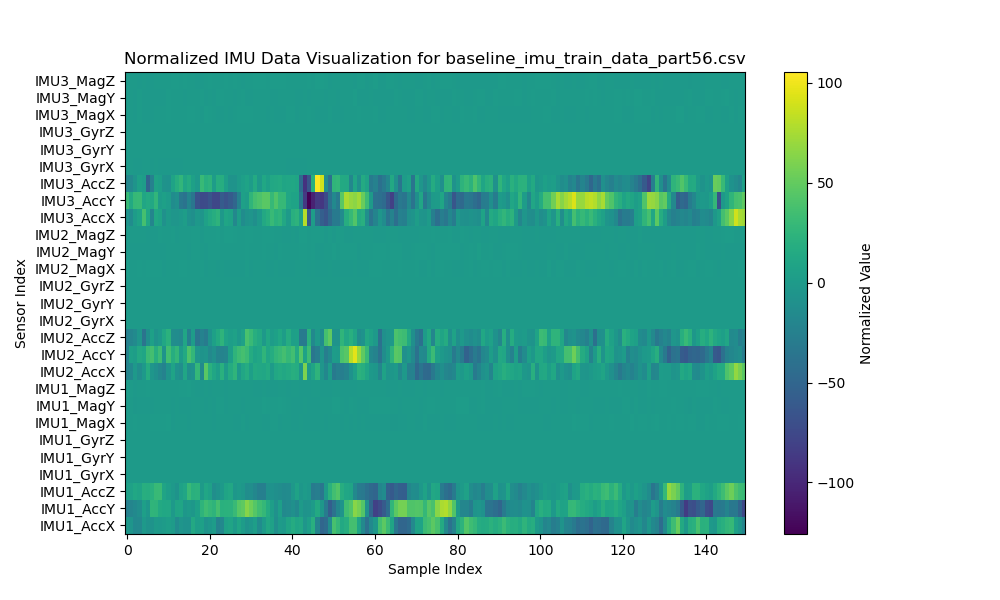 Normalized IMU Data Visualization for baseline_imu_train_data_part56.csv
IMU3_MagZ
IMU3_MagY
IMU3_MagX
IMU3_GyrZ
IMU3_GyrY
IMU3_GyrX
IMU3_AccZ
IMU3_AccY
IMU3_AccX
IMU2_MagZ
IMU2_MagY
IMU2_MagX
IMU2_GyrZ
IMU2_GyrY
IMU2_GyrX
IMU2_AccZ
IMU2_AccY
IMU2_AccX
IMU1_MagZ
IMU1_MagY
IMU1_MagX
IMU1_GyrZ
IMU1_GyrY
IMU1_GyrX
IMU1_AccZ
IMU1_AccY
IMU1_AccX
Sensor Index
0 20 40 60 80 100 120 140
Sample Index
100
50
0
−50
−100
Normalized Value